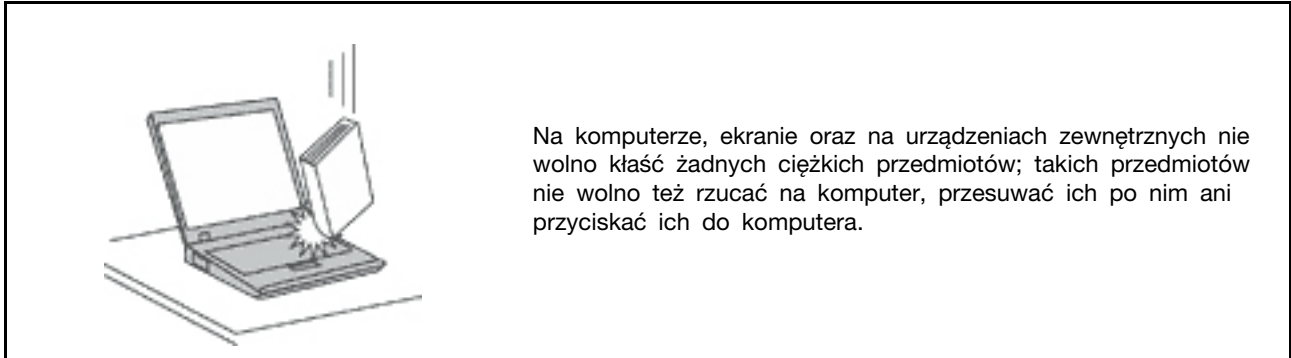 Na komputerze, ekranie oraz na urządzeniach zewnętrznych nie
wolno kłaść żadnych ciężkich przedmiotów; takich przedmiotów
nie wolno też rzucać na komputer, przesuwać ich po nim ani
przyciskać ich do komputera.